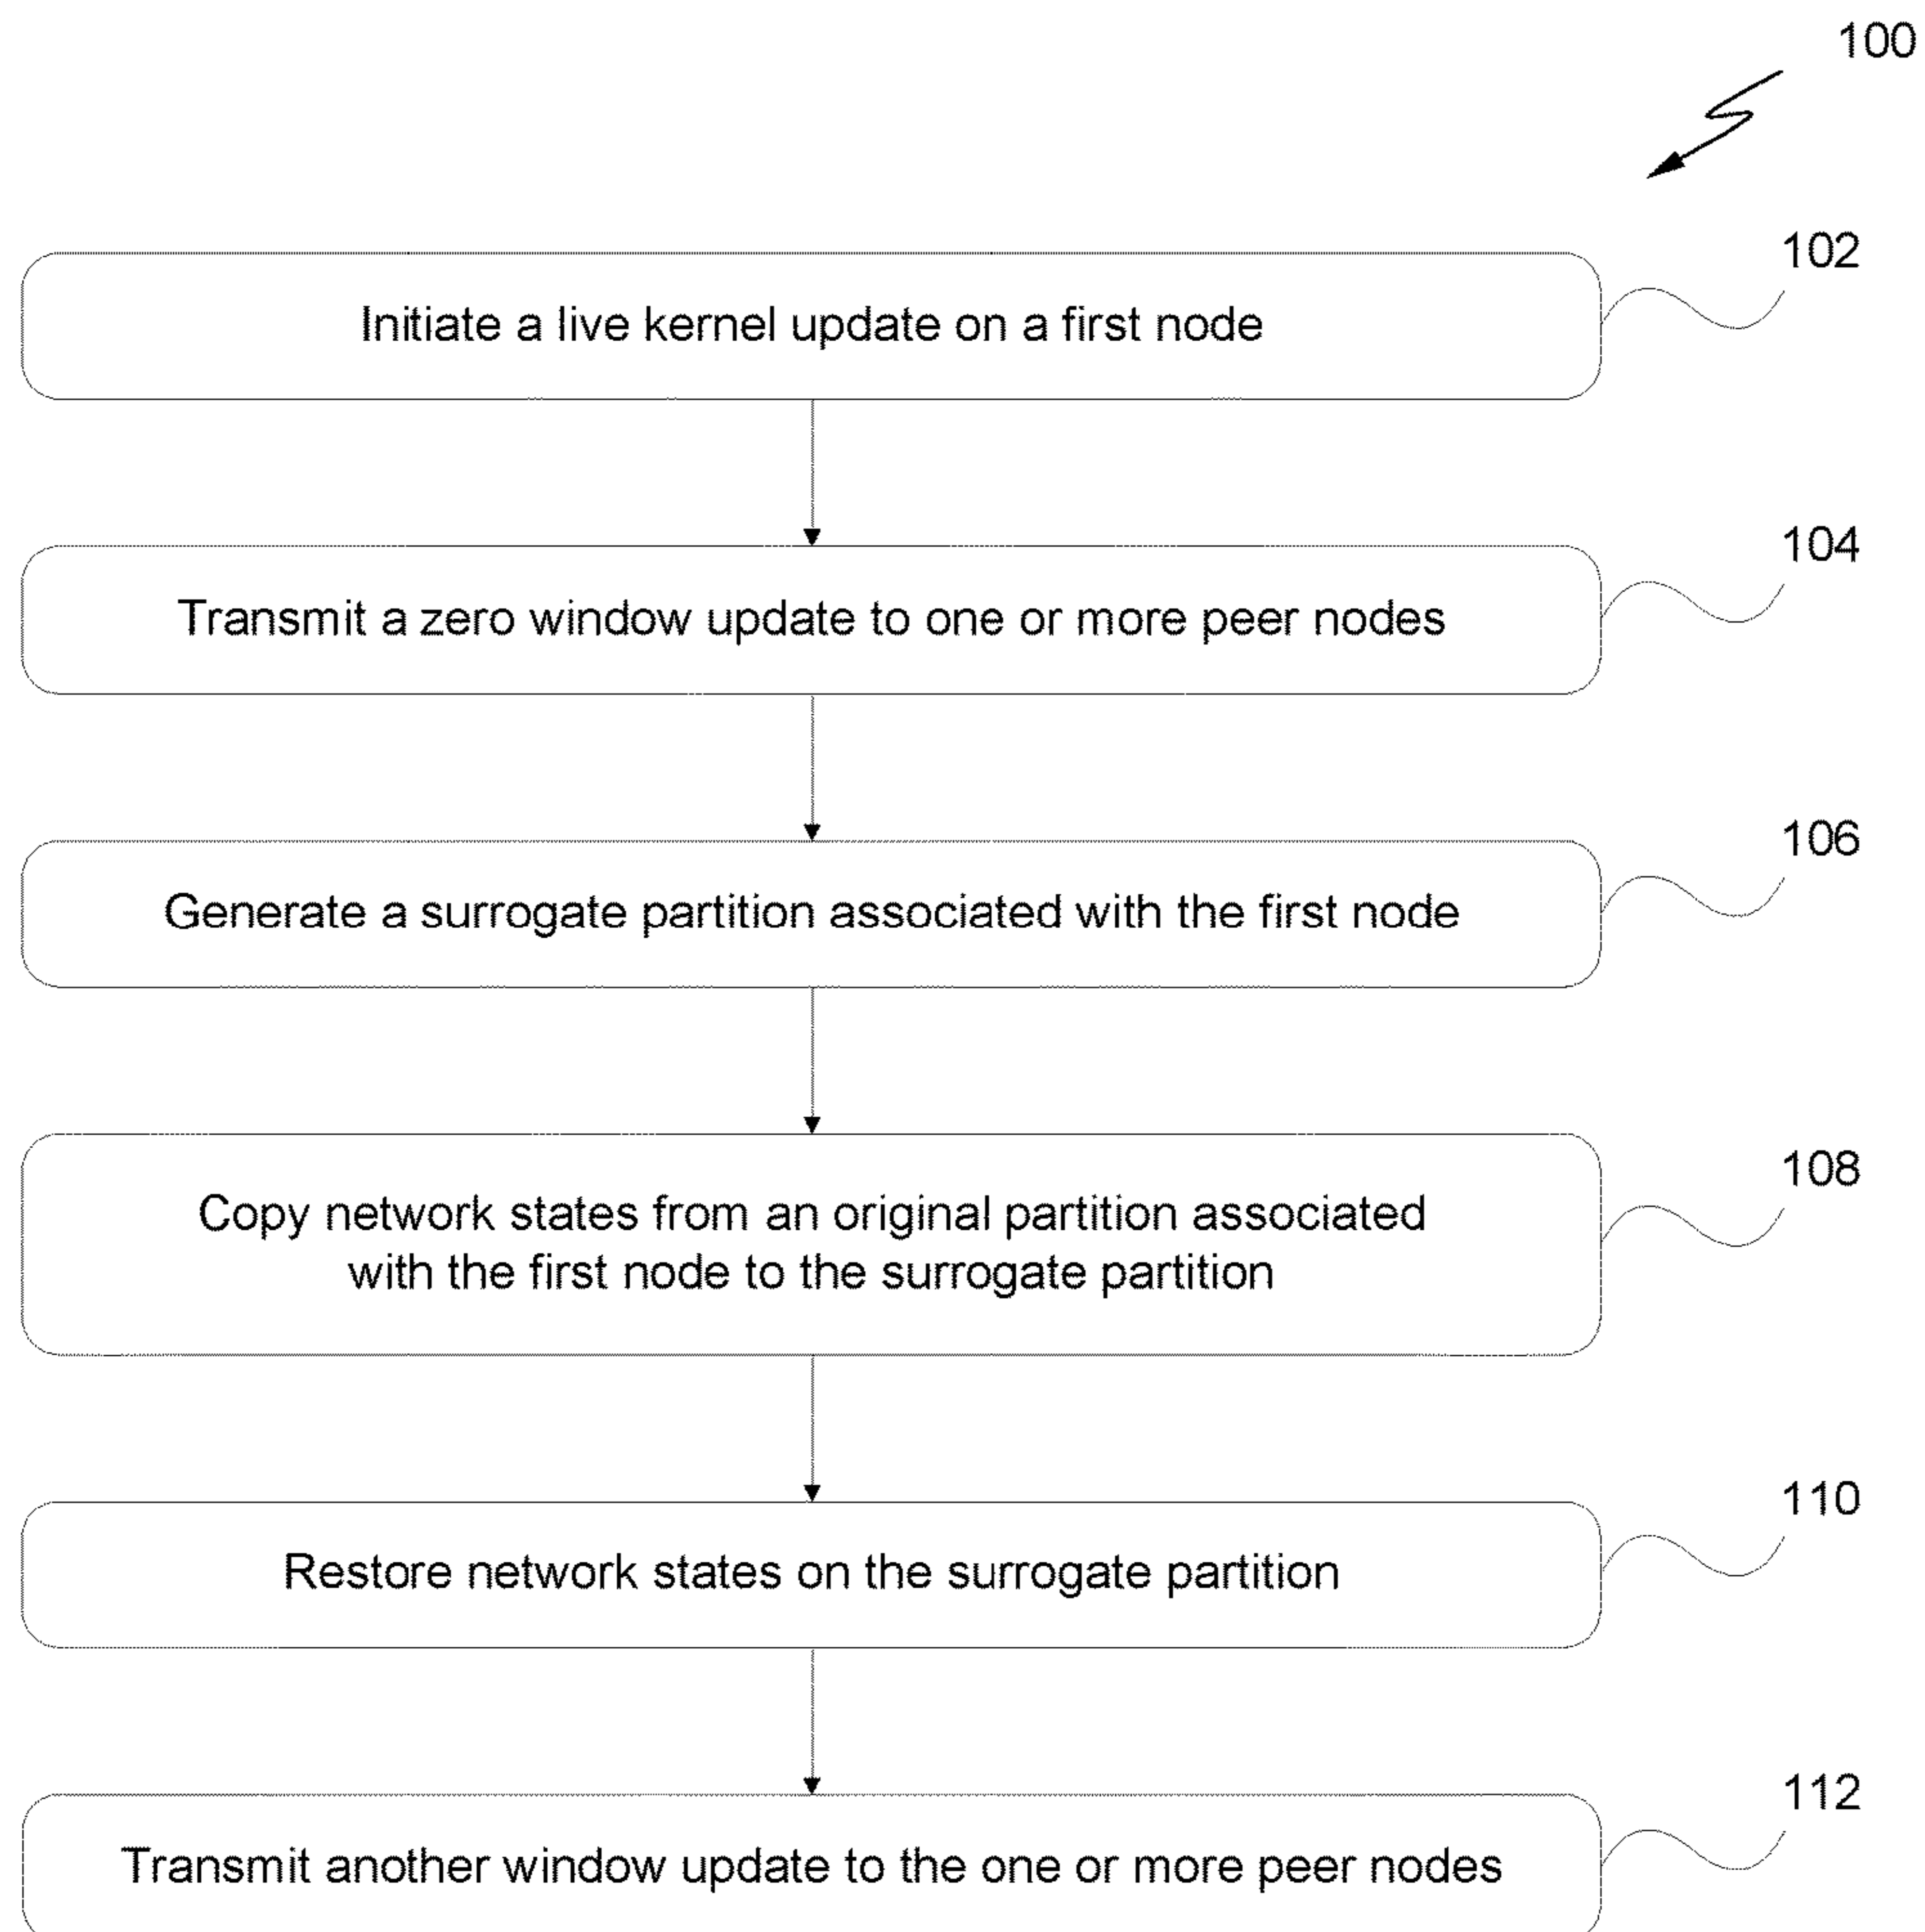 100
102
Initiate a live kernel update on a first node
104
Transmit a zero window update to one or more peer nodes
106
Generate a surrogate partition associated with the first node
108
Copy network states from an original partition associated
with the first node to the surrogate partition
110
Restore network states on the surrogate partition
112
Transmit another window update to the one or more peer nodes